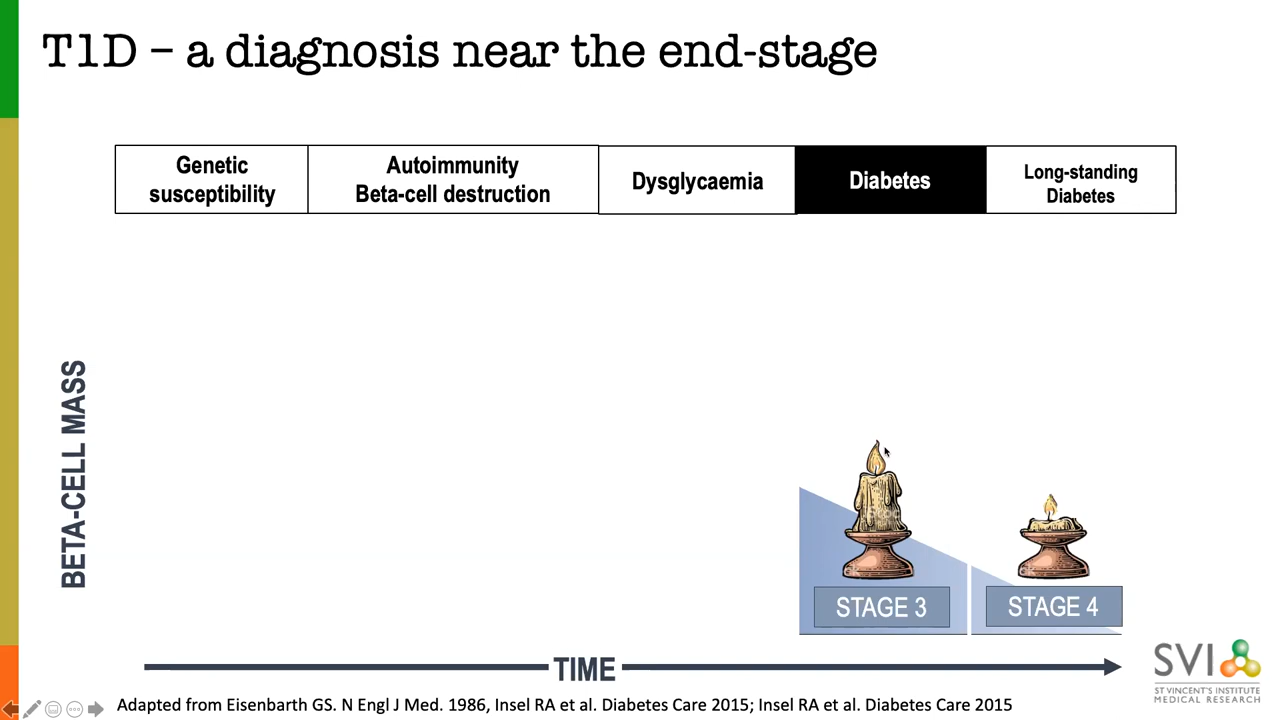 T1D – a diagnosis near the end-stage
Genetic
susceptibility
Autoimmunity
Beta-cell destruction
Dysglycaemia
Diabetes
Long-standing
Diabetes
BETA-CELL MASS
STAGE 3
STAGE 4
TIME
SVI
ST VINCENT'S INSTITUTE
MEDICAL RESEARCH
Adapted from Eisenbarth GS. N Engl J Med. 1986, Insel RA et al. Diabetes Care 2015; Insel RA et al. Diabetes Care 2015